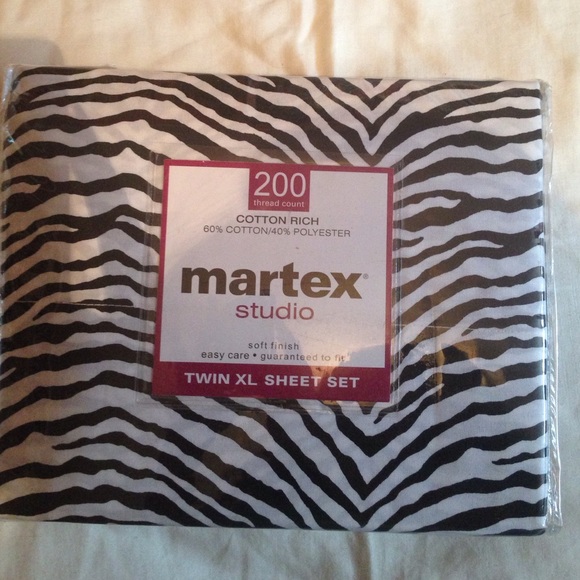 200
thread count
COTTON RICH
60% COTTON/40% POLYESTER
martex®
studio
soft finish
easy care • guaranteed to fit
TWIN XL SHEET SET